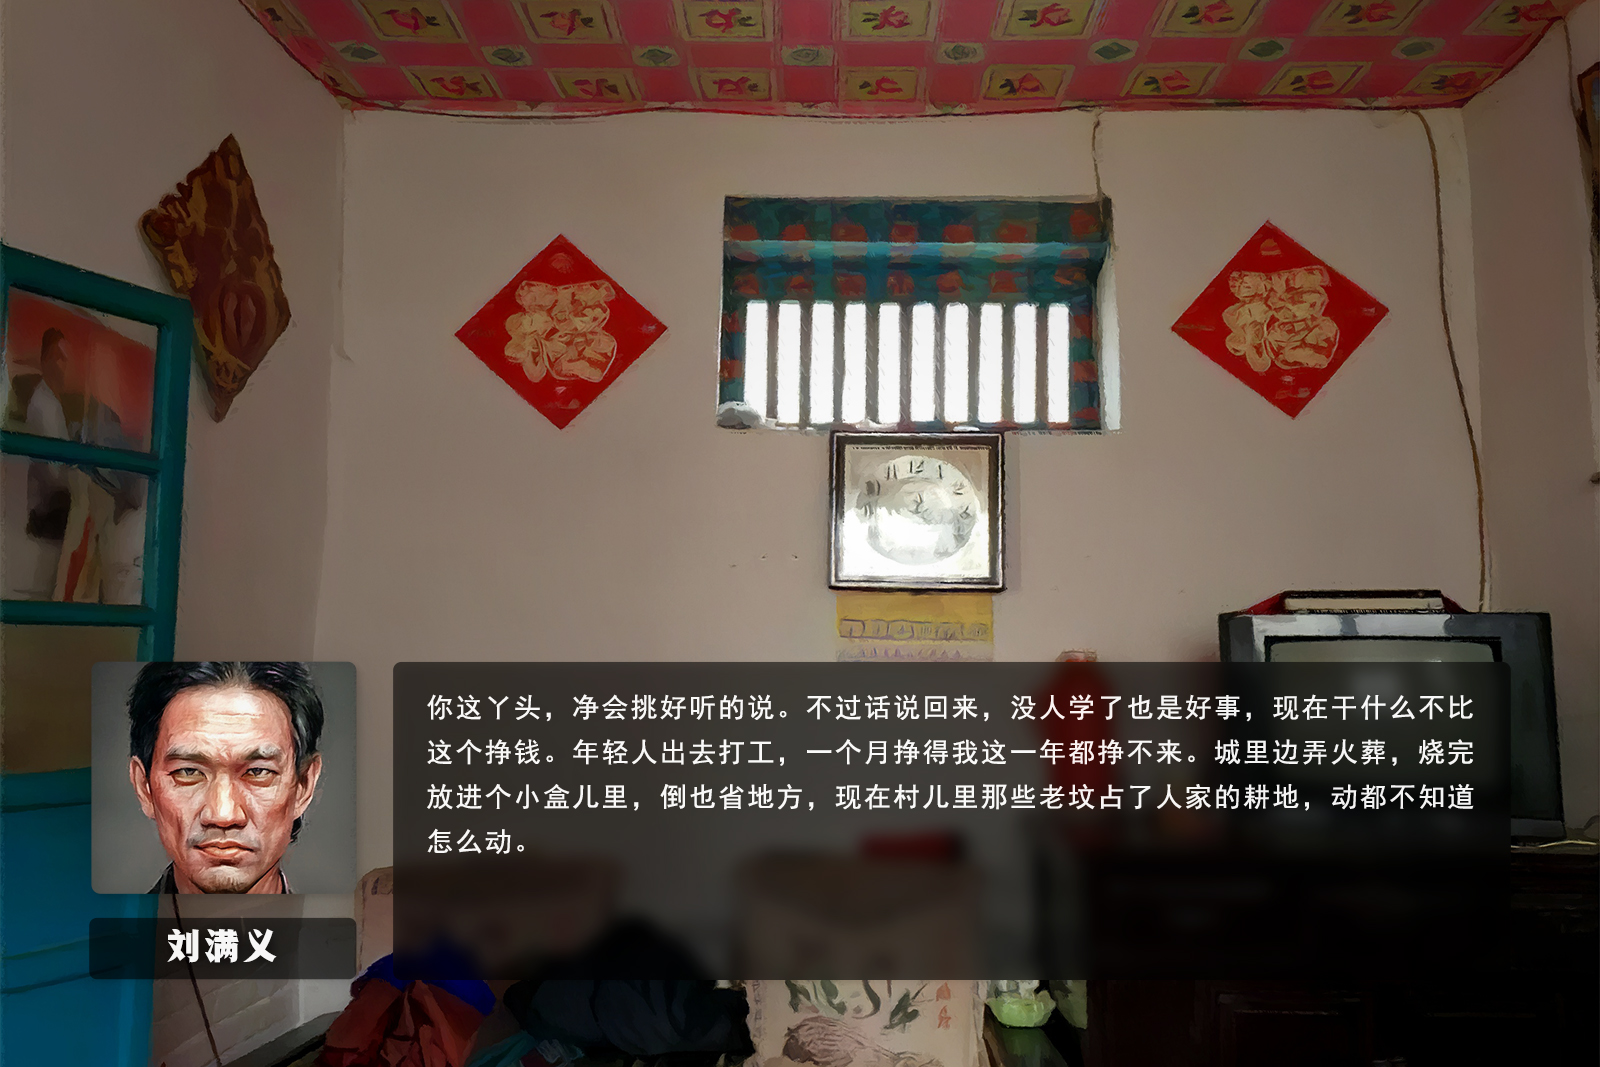 福
福
你这丫头，净会挑好听的说。不过话说回来，没人学了也是好事，现在干什么不比
这个挣钱。年轻人出去打工，一个月挣得我这一年都挣不来。城里边弄火葬，烧完
放进个小盒儿里，倒也省地方，现在村儿里那些老坟占了人家的耕地，动都不知道
怎么动。
刘满义